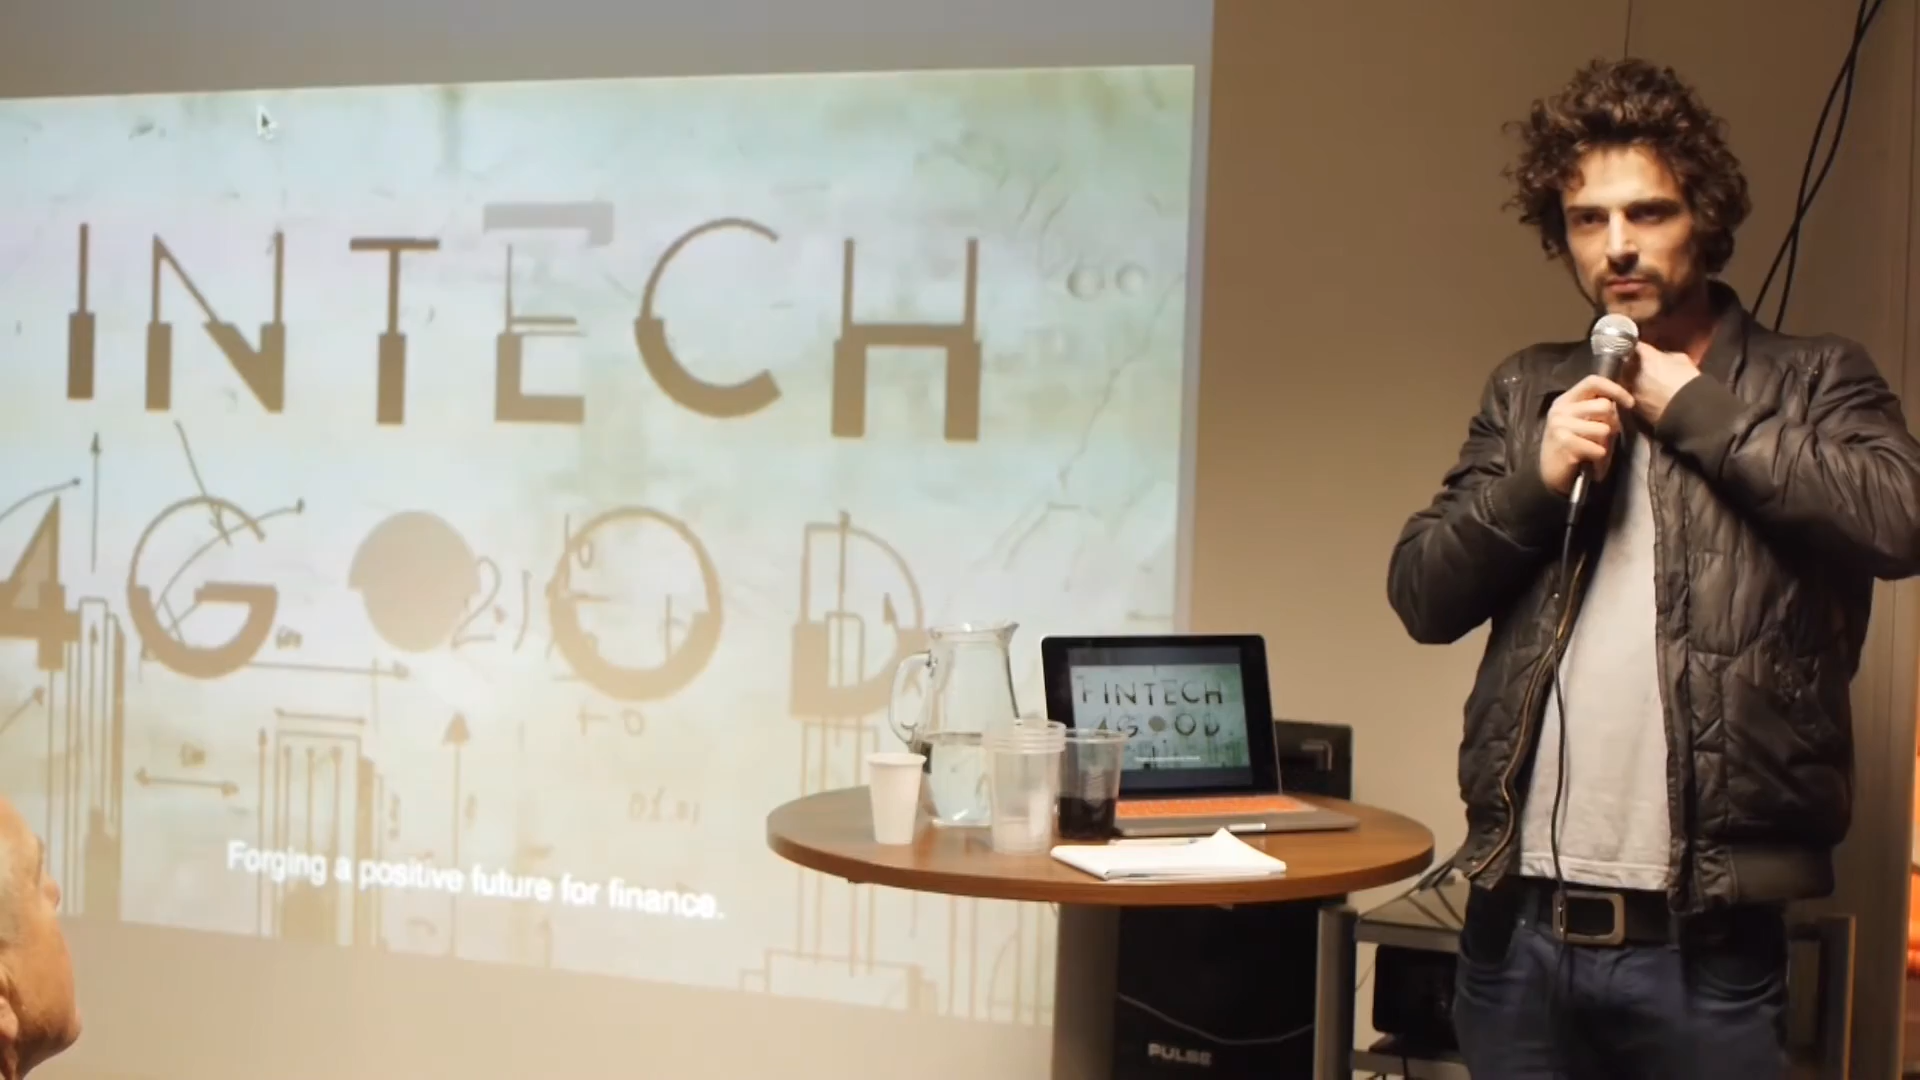 INTECH
4GOOD
Forging a positive future for finance.
FINTECH
4GOOD
PULSE